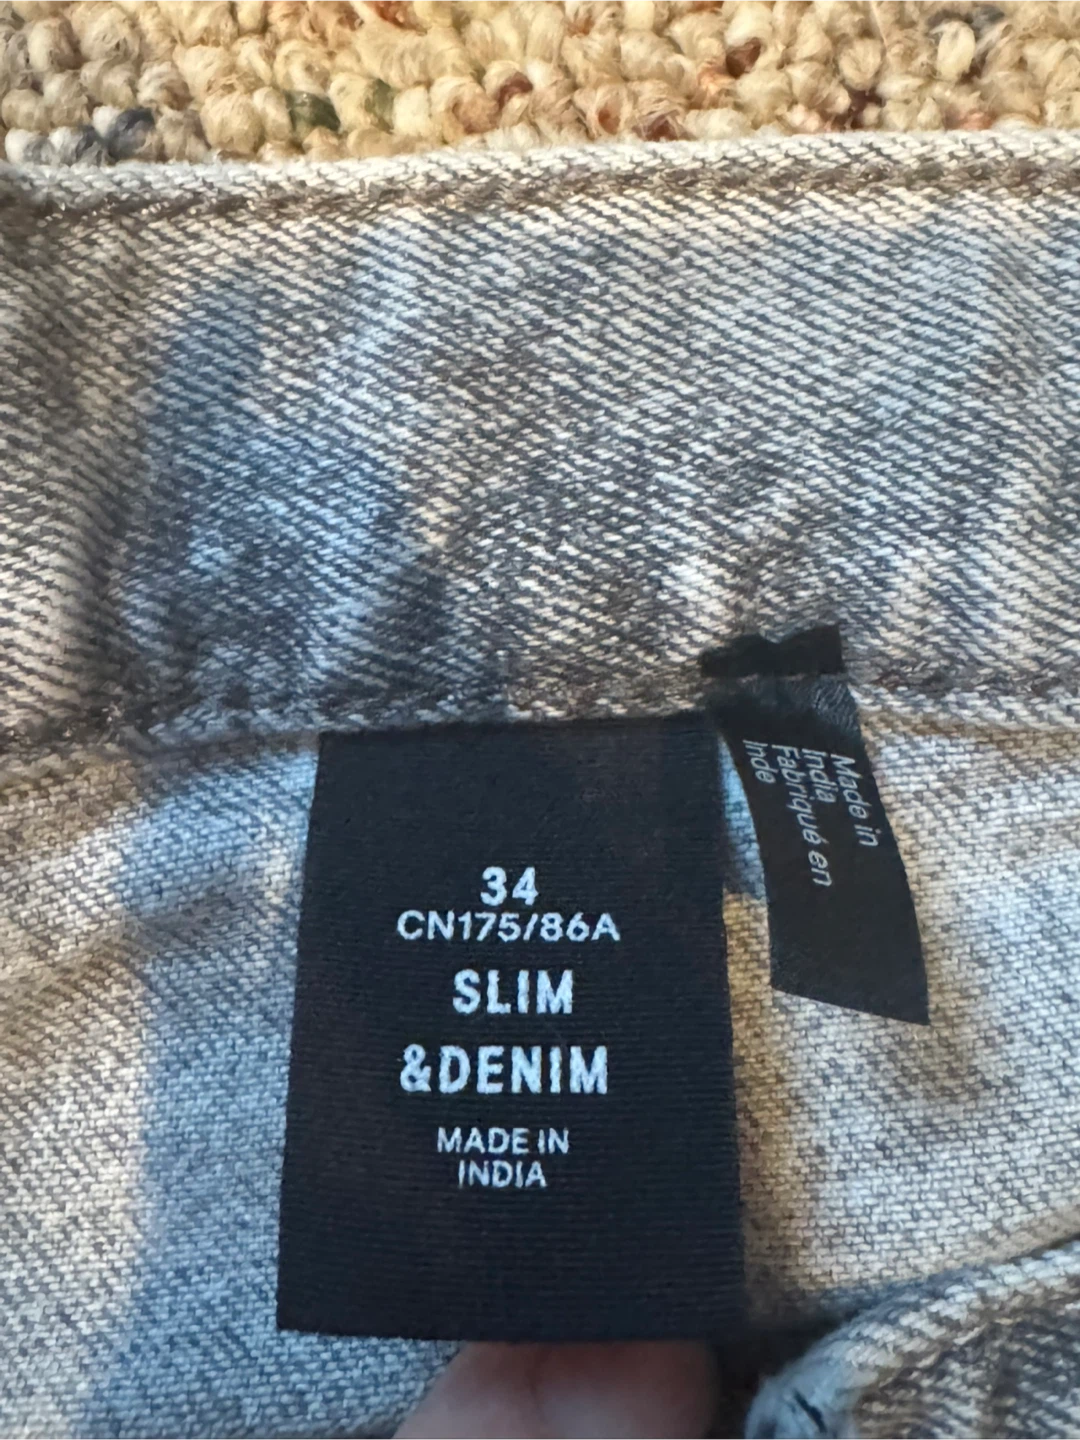 34
CN175/86A
SLIM
&DENIM
MADE IN
INDIA
Made in
India
Fabriqué en
Inde